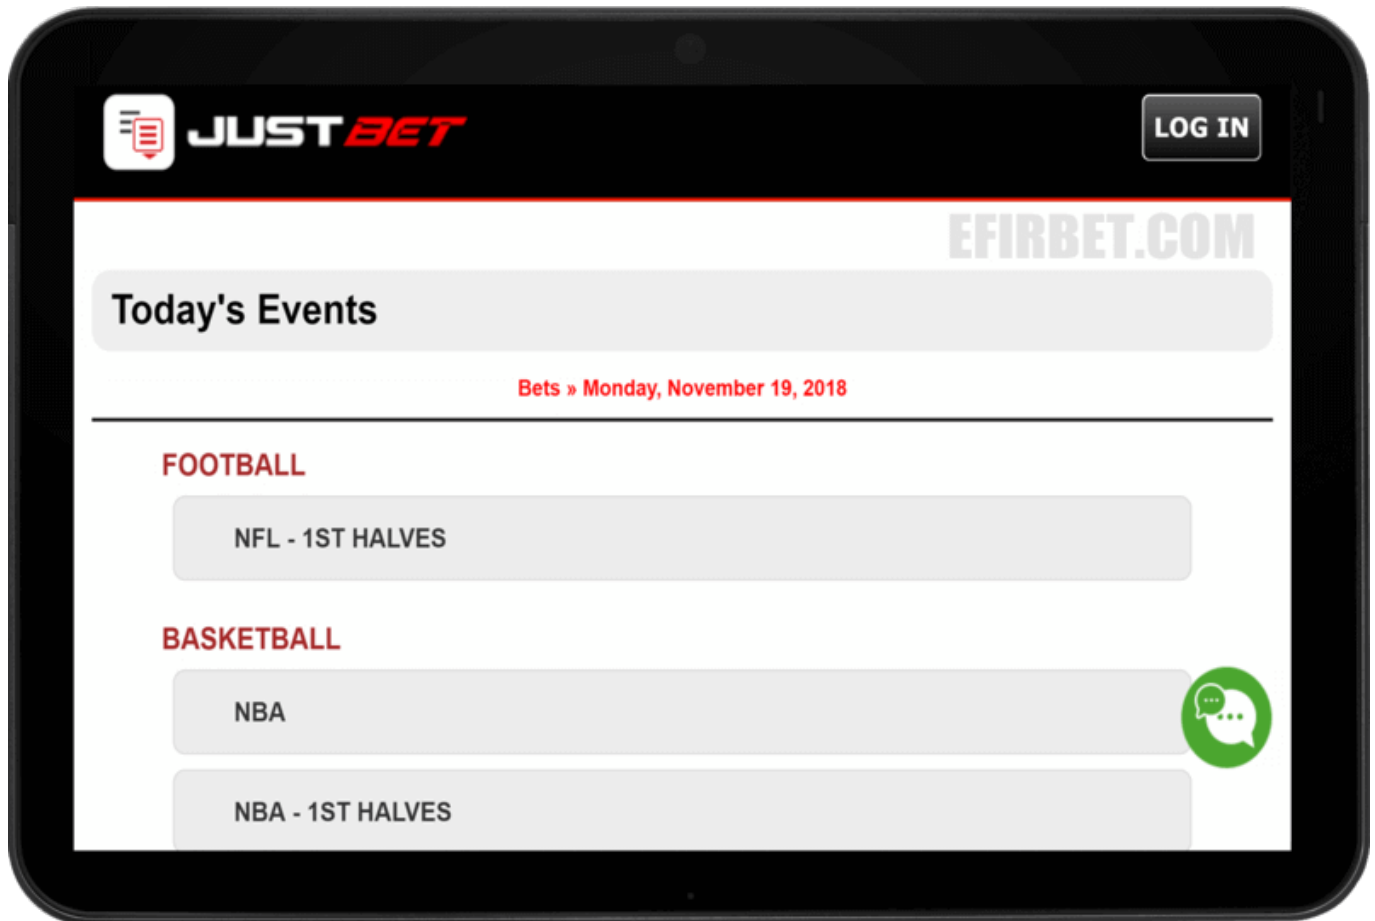 JUSTBET
LOG IN
EFIRBET.COM
Today's Events
Bets » Monday, November 19, 2018
FOOTBALL
NFL - 1ST HALVES
BASKETBALL
NBA
NBA - 1ST HALVES